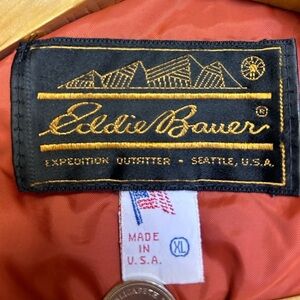 Eddie Bauer ®
EXPEDITION OUTFITTER - SEATTLE, U.S.A.
MADE
IN
U.S.A.
XL